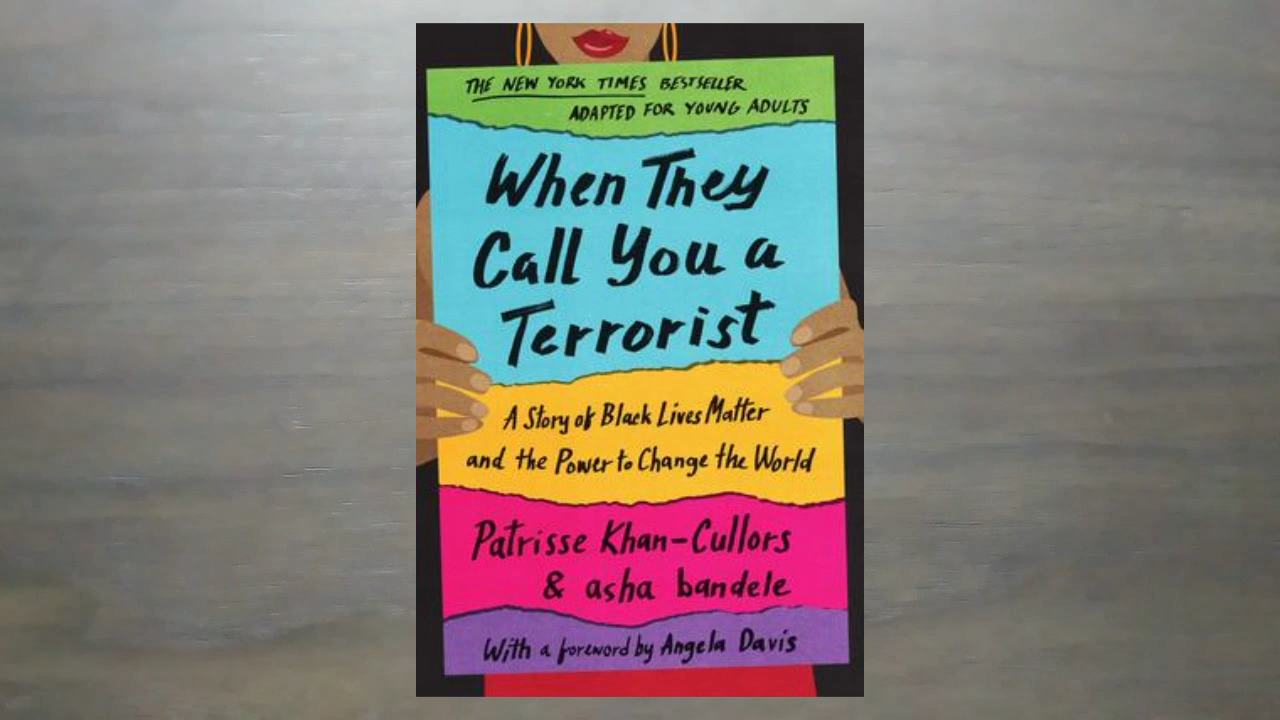 THE NEW YORK TIMES BESTSELLER
ADAPTED FOR YOUNG ADULTS
When They
Call You a
Terrorist
A Story of Black Lives Matter
and the Power to Change the World
Patrisse Khan-Cullors
& asha bandele
With a foreword by Angela Davis